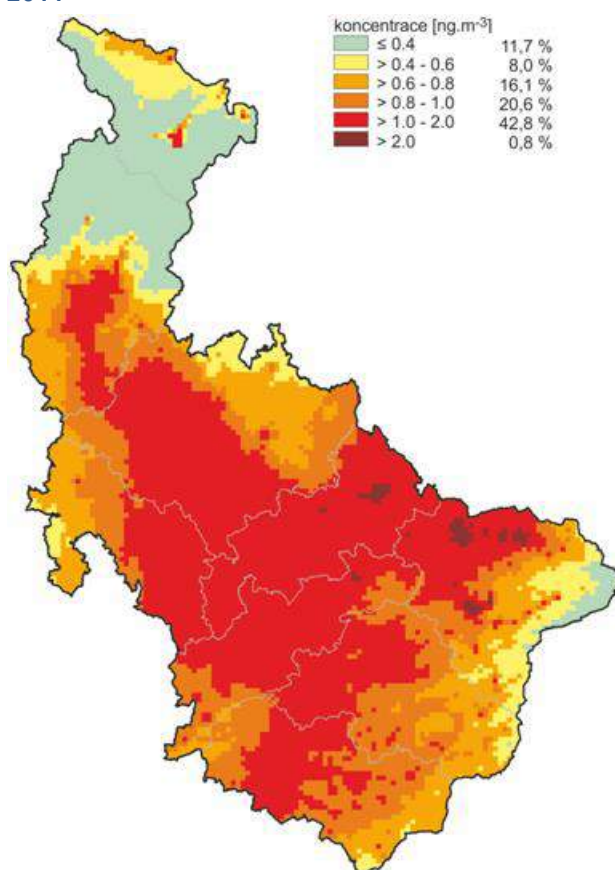 koncentrace [ng.m-3]
≤ 0.4 11,7 %
> 0.4 - 0.6 8,0 %
> 0.6 - 0.8 16,1 %
> 0.8 - 1.0 20,6 %
> 1.0 - 2.0 42,8 %
> 2.0 0,8 %